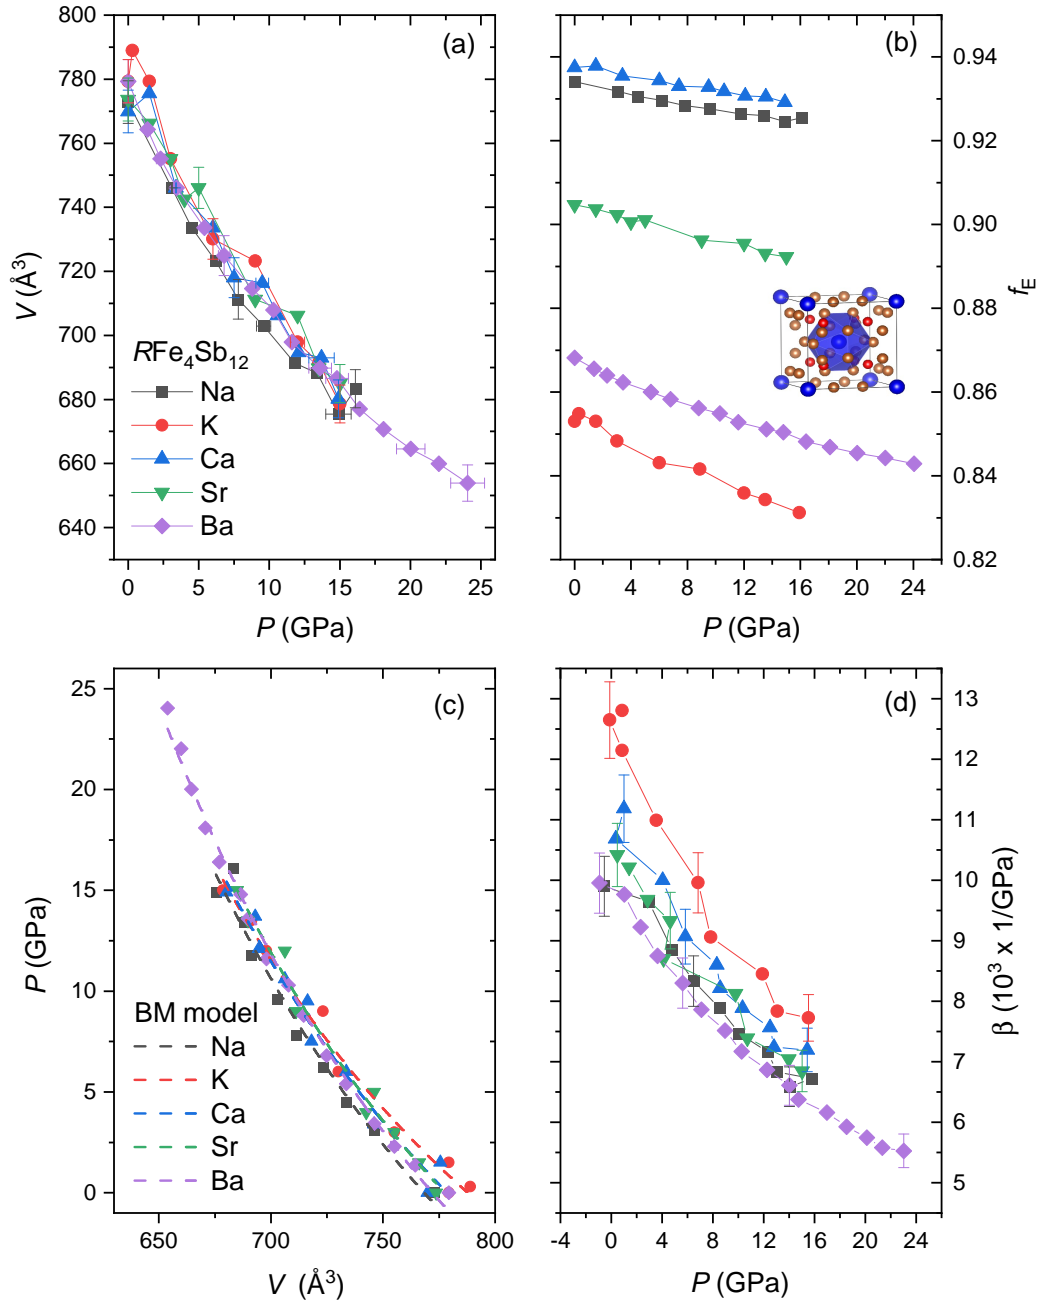 (a)
800
780
760
740
720
700
680
660
640
V (Å³)
RFe₄Sb₁₂
Na
K
Ca
Sr
Ba
0 5 10 15 20 25
P (GPa)
(b)
0.94
0.92
0.90
0.88
0.86
0.84
0.82
fE
0 4 8 12 16 20 24
P (GPa)
(c)
25
20
15
10
5
0
P (GPa)
BM model
Na
K
Ca
Sr
Ba
650 700 750 800
V (Å³)
(d)
13
12
11
10
9
8
7
6
5
β (10³ x 1/GPa)
-4 0 4 8 12 16 20 24
P (GPa)